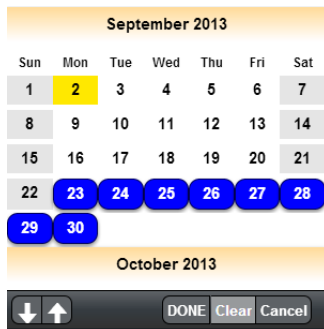 September 2013
Sun Mon Tue Wed Thu Fri Sat
1 2 3 4 5 6 7
8 9 10 11 12 13 14
15 16 17 18 19 20 21
22 23 24 25 26 27 28
29 30
October 2013
DONE Clear Cancel